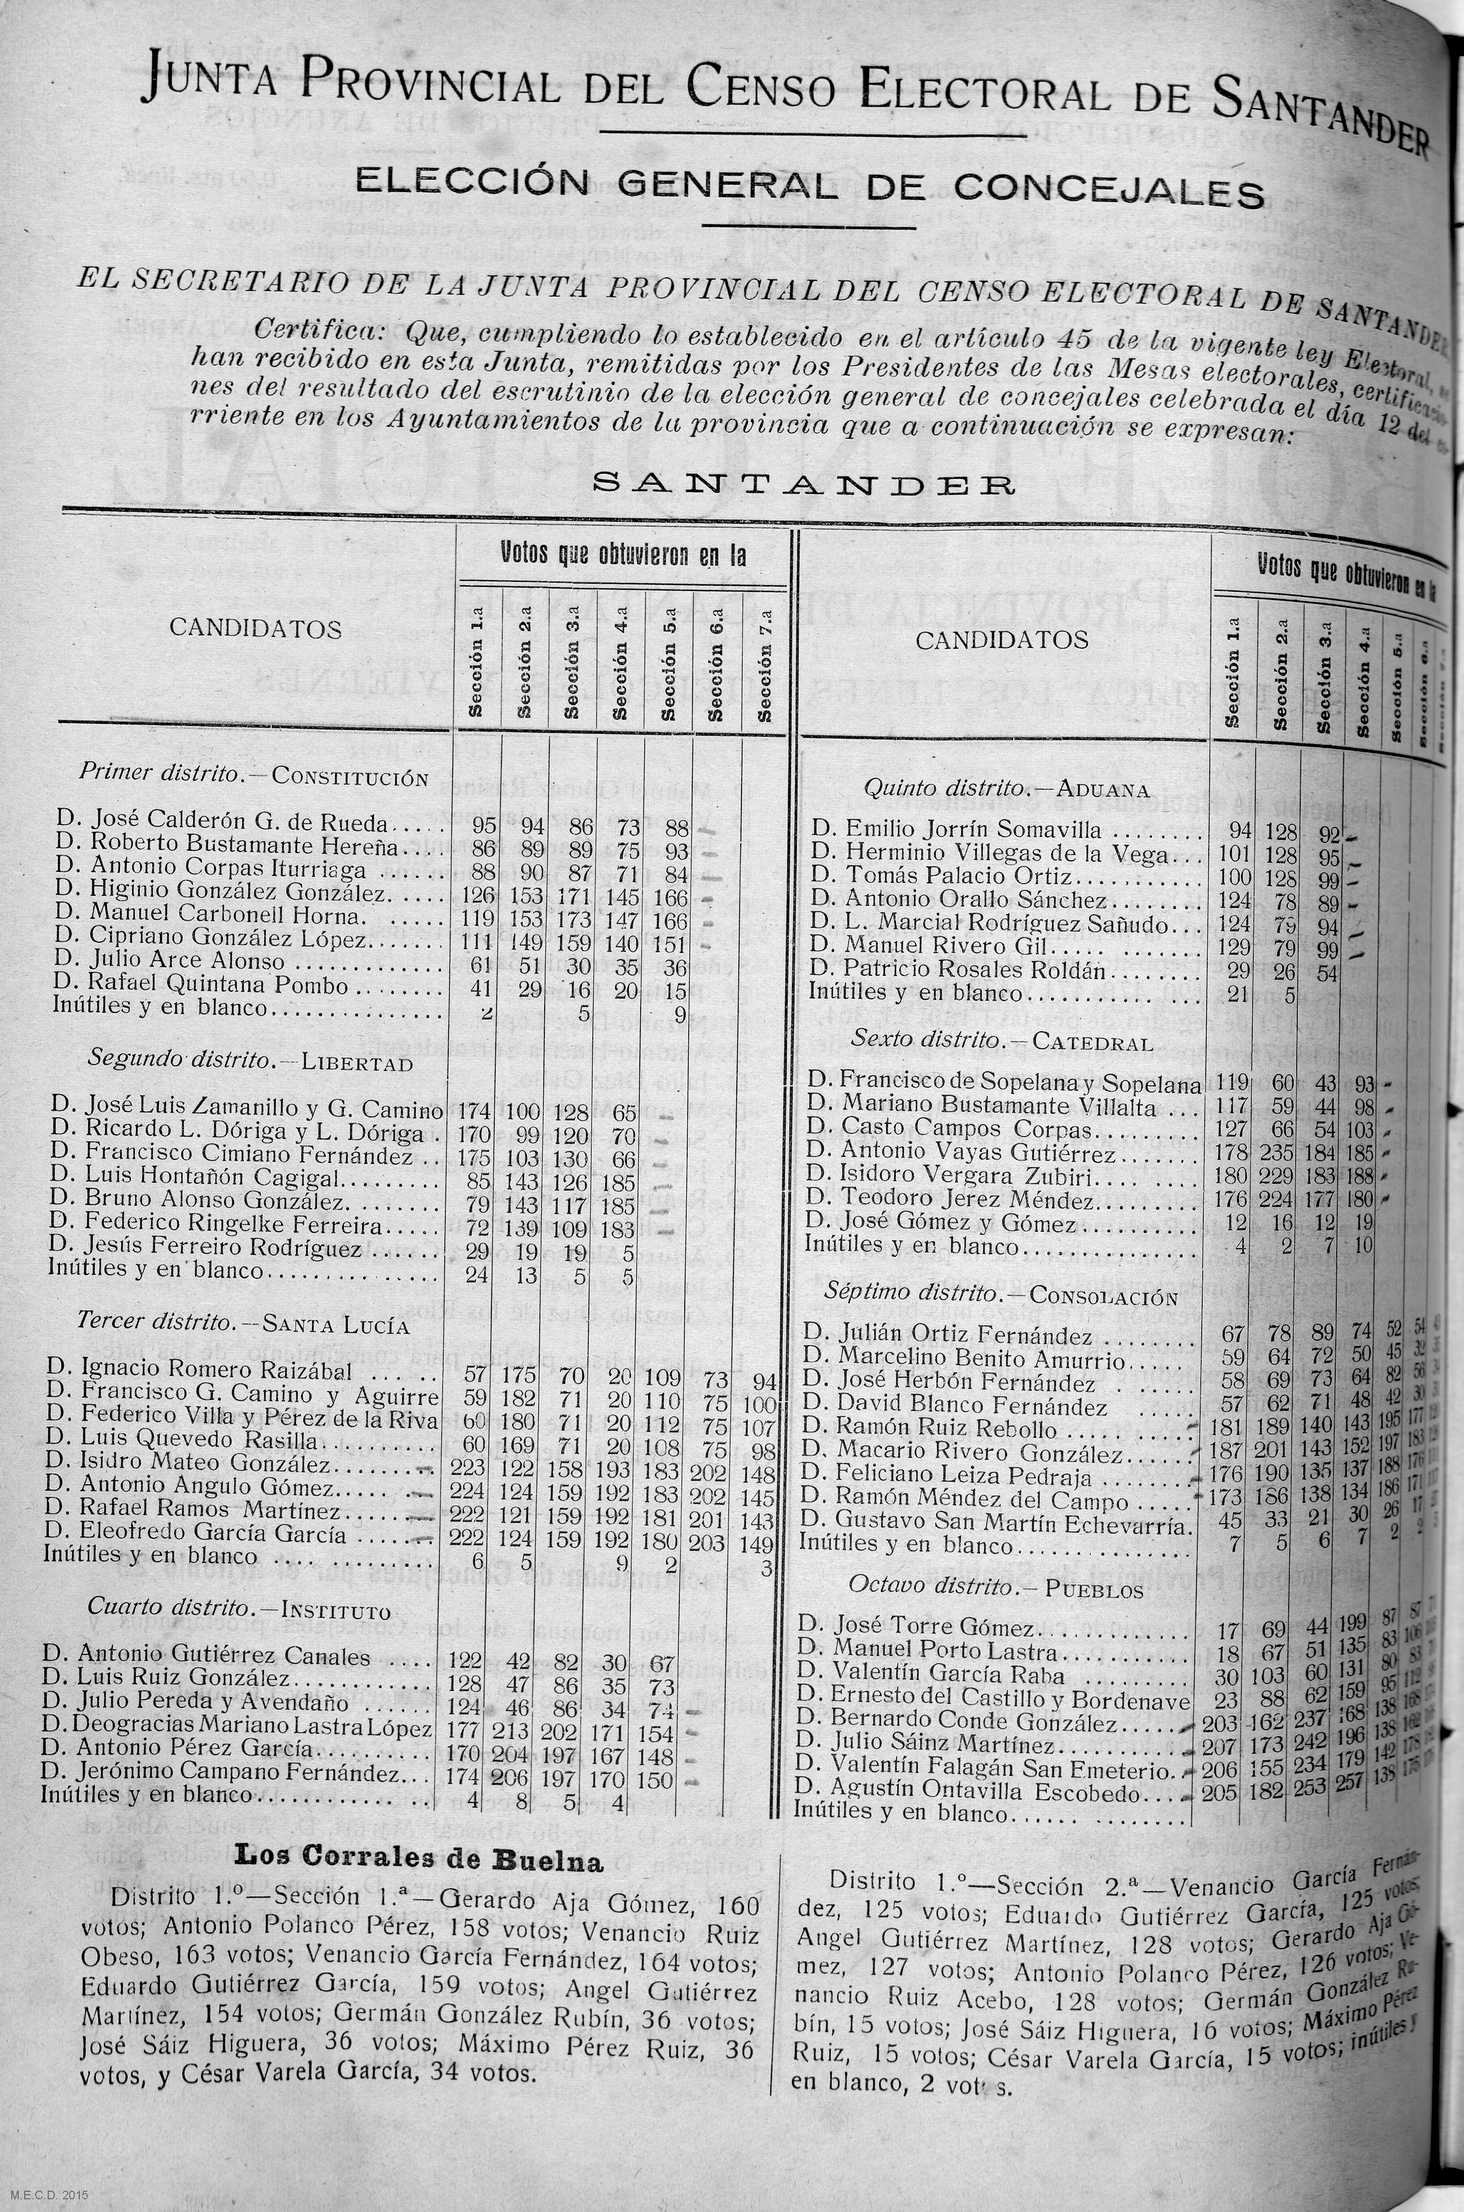 JUNTA PROVINCIAL DEL CENSO ELECTORAL DE SANTANDER
ELECCIÓN GENERAL DE CONCEJALES
EL SECRETARIO DE LA JUNTA PROVINCIAL DEL CENSO ELECTORAL DE SANTANDER
Certifica: Que, cumpliendo lo establecido en el artículo 45 de la vigente ley Electoral,
han recibido en esta Junta, remitidas por los Presidentes de las Mesas electorales,
nes del resultado del escrutinio de la elección general de concejales celebrada el día 12 del
rriente en los Ayuntamientos de la provincia que a continuación se expresan:
SANTANDER
CANDIDATOS
Votos que obtuvieron en la
Sección 1.a Sección 2.a Sección 3.a Sección 4.a Sección 5.a Sección 6.a Sección 7.a
Primer distrito.—CONSTITUCIÓN
D. José Calderón G. de Rueda..... 95 94 86 73 88
D. Roberto Bustamante Hereña.... 86 89 89 75 93
D. Antonio Corpas Iturriaga ...... 88 90 87 71 84
D. Higinio González González..... 126 153 171 145 166
D. Manuel Carbonell Horna. ...... 119 153 173 147 166
D. Cipriano González López....... 111 149 159 140 151
D. Julio Arce Alonso ............. 61 51 30 35 36
D. Rafael Quintana Pombo ........ 41 29 16 20 15
Inútiles y en blanco................ 2 5 9
Segundo distrito.—LIBERTAD
D. José Luis Zamanillo y G. Camino 174 100 128 65
D. Ricardo L. Dóriga y L. Dóriga . 170 99 120 70
D. Francisco Cimiano Fernández .. 175 103 130 66
D. Luis Hontañón Cagigal......... 85 143 126 185
D. Bruno Alonso González......... 79 143 117 185
D. Federico Ringelke Ferreira..... 72 139 109 183
D. Jesús Ferreiro Rodríguez ...... 29 19 19 5
Inútiles y en blanco.......... ..... 24 13 5 5
Tercer distrito.—SANTA LUCÍA
D. Ignacio Romero Raizábal ... .. 57 175 70 20 109 73 94
D. Francisco G. Camino y Aguirre 59 182 71 20 110 75 100
D. Federico Villa y Pérez de la Riva 60 180 71 20 112 75 107
D. Luis Quevedo Rasilla.......... 60 169 71 20 108 75 98
D. Isidro Mateo González......... 223 122 158 193 183 202 148
D. Antonio Angulo Gómez..... ... 224 124 159 192 183 202 145
D. Rafael Ramos Martínez........ 222 121 159 192 181 201 143
D. Eleofredo García García ....... 222 124 159 192 180 203 149
Inútiles y en blanco .... ......... 6 5 9 2 3
Cuarto distrito.—INSTITUTO
D. Antonio Gutiérrez Canales .... 122 42 82 30 67
D. Luis Ruiz González............ 128 47 86 35 73
D. Julio Pereda y Avendaño ...... 124 46 86 34 74
D. Deogracias Mariano Lastra López 177 213 202 171 154
D. Antonio Pérez García.......... 170 204 197 167 148
D. Jerónimo Campano Fernández... 174 206 197 170 150
Inútiles y en blanco............ .. 4 8 5 4
CANDIDATOS
Votos que obtuvieron en la
Sección 1.a Sección 2.a Sección 3.a Sección 4.a Sección 5.a Sección 6.a
Quinto distrito.—ADUANA
D. Emilio Jorrín Somavilla ........ 94 128 92
D. Herminio Villegas de la Vega... 101 128 95
D. Tomás Palacio Ortiz........... 100 128 99
D. Antonio Orallo Sánchez........ 124 78 89
D. L. Marcial Rodríguez Sañudo... 124 79 94
D. Manuel Rivero Gil..... ....... 129 79 99
D. Patricio Rosales Roldán........ 29 26 54
Inútiles y en blanco........... ... 21 5
Sexto distrito.—CATEDRAL
D. Francisco de Sopelana y Sopelana 119 60 43 93
D. Mariano Bustamante Villalta ... 117 59 44 98
D. Casto Campos Corpas......... 127 66 54 103
D. Antonio Vayas Gutiérrez....... 178 235 184 185
D. Isidoro Vergara Zubiri.... .... 180 229 183 188
D. Teodoro Jerez Méndez......... 176 224 177 180
D. José Gómez y Gómez.......... 12 16 12 19
Inútiles y en blanco............... 4 2 7 10
Séptimo distrito.—CONSOLACIÓN
D. Julián Ortiz Fernández ........ 67 78 89 74 52 54
D. Marcelino Benito Amurrio..... 59 64 72 50 45 32
D. José Herbón Fernández . ..... 58 69 73 64 82 56
D. David Blanco Fernández ..... 57 62 71 48 42 30
D. Ramón Ruiz Rebollo ..... ..... 181 189 140 143 195 177
D. Macario Rivero González....... 187 201 143 152 197 183
D. Feliciano Leiza Pedraja ........ 176 190 135 137 188 176
D. Ramón Méndez del Campo ..... 173 186 138 134 186 171
D. Gustavo San Martín Echevarría. 45 33 21 30 26 17
Inútiles y en blanco............... 7 5 6 7 2 2
Octavo distrito.—PUEBLOS
D. José Torre Gómez............. 17 69 44 199 87 87
D. Manuel Porto Lastra........... 18 67 51 135 83 106
D. Valentín García Raba ......... 30 103 60 131 80 83
D. Ernesto del Castillo y Bordenave 23 88 62 159 95 112
D. Bernardo Conde González...... 203 162 237 168 138 168
D. Julio Sáinz Martínez........... 207 173 242 196 138 162
D. Valentín Falagán San Emeterio.. 206 155 234 179 142 178
D. Agustín Ontavilla Escobedo.... 205 182 253 257 138 175
Inútiles y en blanco...... ........
Los Corrales de Buelna
Distrito 1.º—Sección 1.ª—Gerardo Aja Gómez, 160
votos; Antonio Polanco Pérez, 158 votos; Venancio Ruiz
Obeso, 163 votos; Venancio García Fernández, 164 votos;
Eduardo Gutiérrez García, 159 votos; Angel Gutiérrez
Martínez, 154 votos; Germán González Rubín, 36 votos;
José Sáiz Higuera, 36 votos; Máximo Pérez Ruiz, 36
votos, y César Varela García, 34 votos.
Distrito 1.º—Sección 2.ª—Venancio García Fernán-
dez, 125 votos; Eduardo Gutiérrez García, 125 votos;
Angel Gutiérrez Martínez, 128 votos; Gerardo Aja Gó-
mez, 127 votos; Antonio Polanco Pérez, 126 votos; Ve-
nancio Ruiz Acebo, 128 votos; Germán González Ru-
bín, 15 votos; José Sáiz Higuera, 16 votos; Máximo Pérez
Ruiz, 15 votos; César Varela García, 15 votos; inútiles y
en blanco, 2 votos.
M.E.C.D. 2015